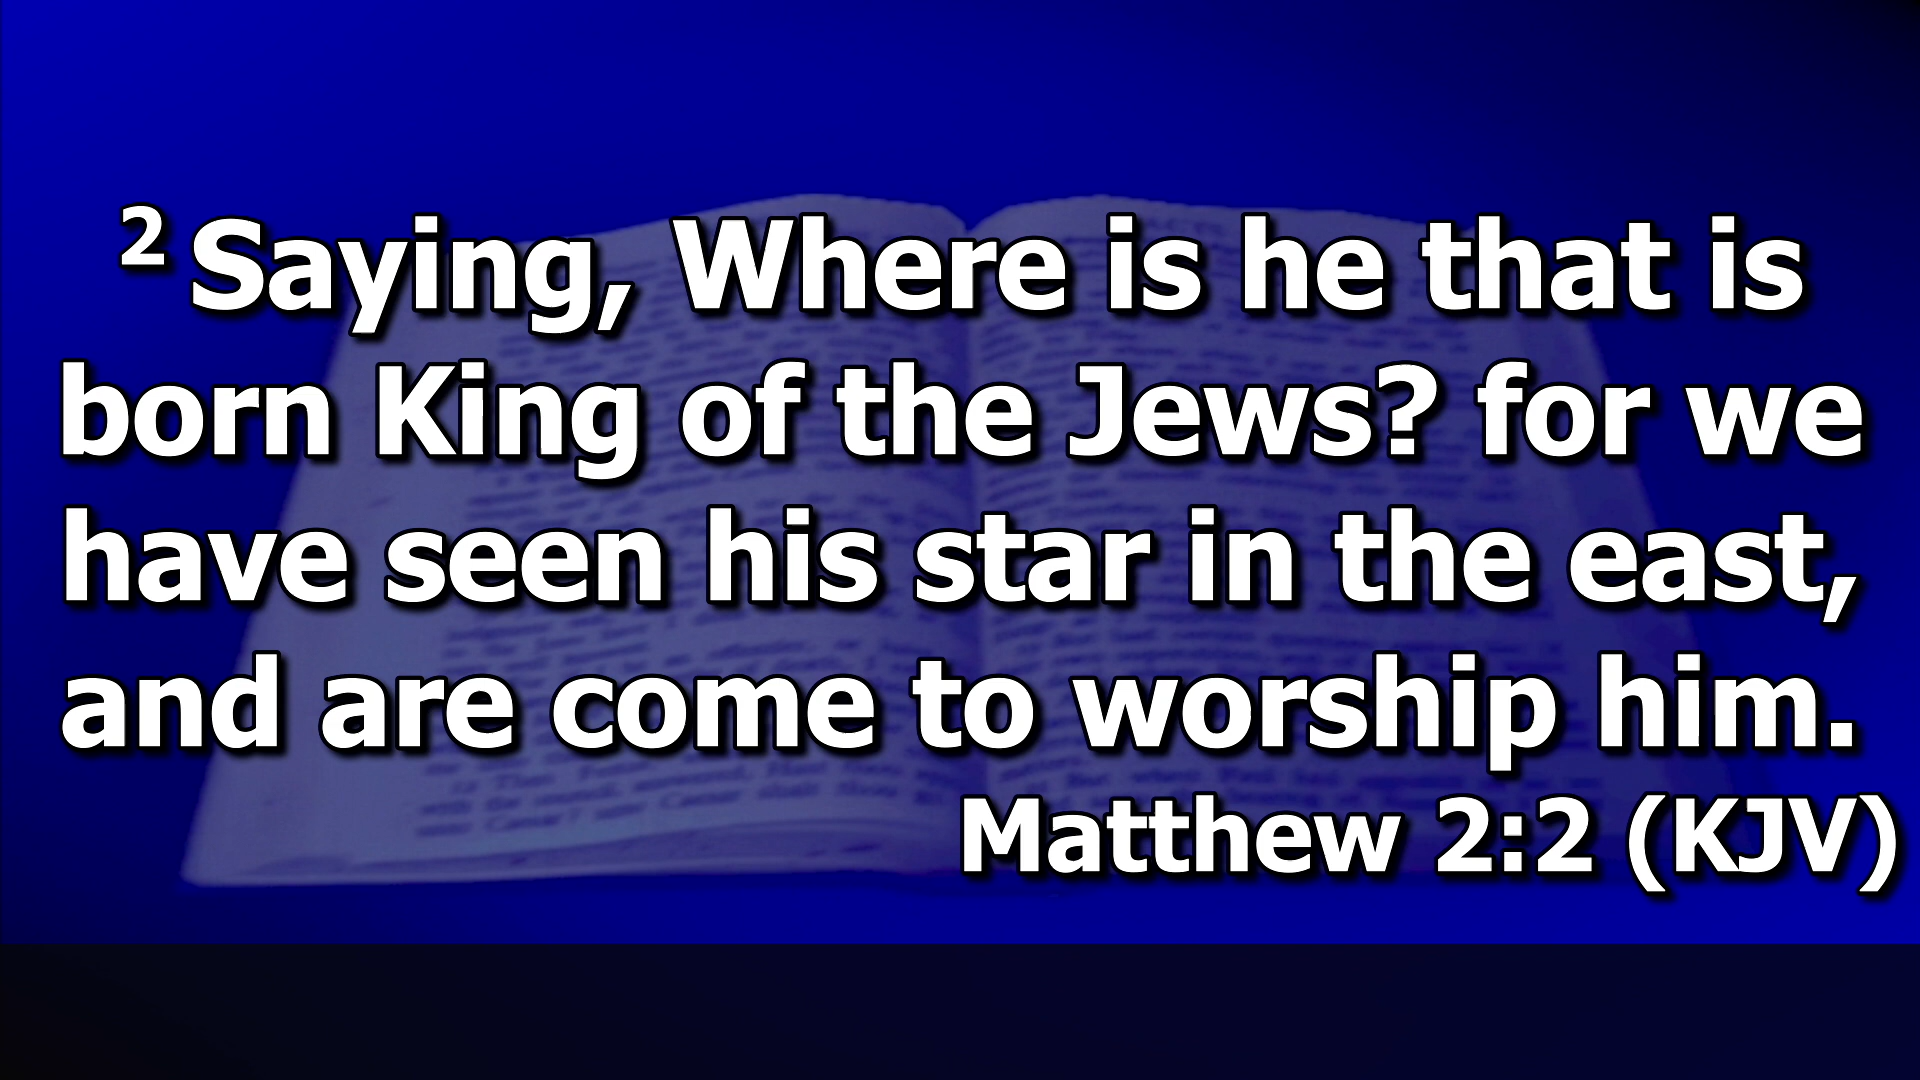 2 Saying, Where is he that is
born King of the Jews? for we
have seen his star in the east,
and are come to worship him.
Matthew 2:2 (KJV)